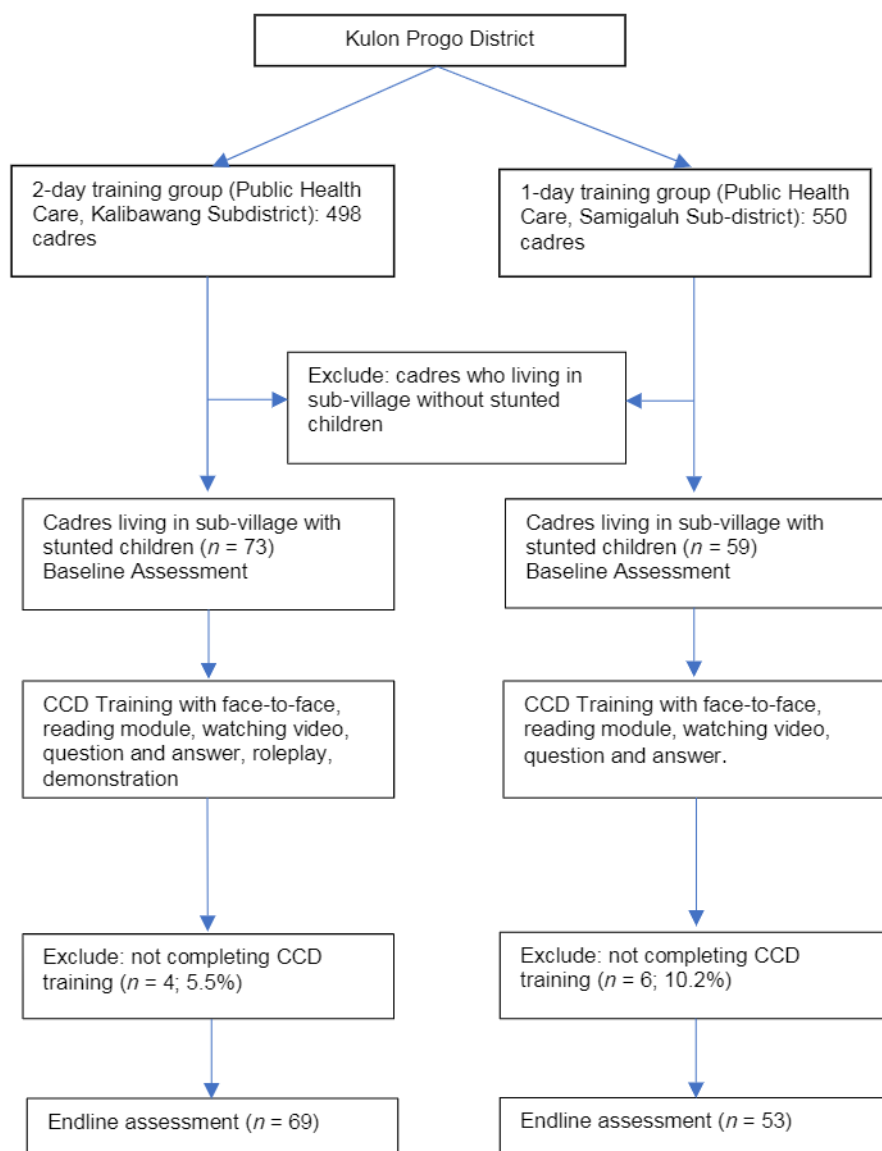 Kulon Progo District
2-day training group (Public Health
Care, Kalibawang Subdistrict): 498
cadres
1-day training group (Public Health
Care, Samigaluh Sub-district): 550
cadres
Exclude: cadres who living in
sub-village without stunted
children
Cadres living in sub-village with
stunted children (n = 73)
Baseline Assessment
Cadres living in sub-village with
stunted children (n = 59)
Baseline Assessment
CCD Training with face-to-face,
reading module, watching video,
question and answer, roleplay,
demonstration
CCD Training with face-to-face,
reading module, watching video,
question and answer.
Exclude: not completing CCD
training (n = 4; 5.5%)
Exclude: not completing CCD
training (n = 6; 10.2%)
Endline assessment (n = 69)
Endline assessment (n = 53)